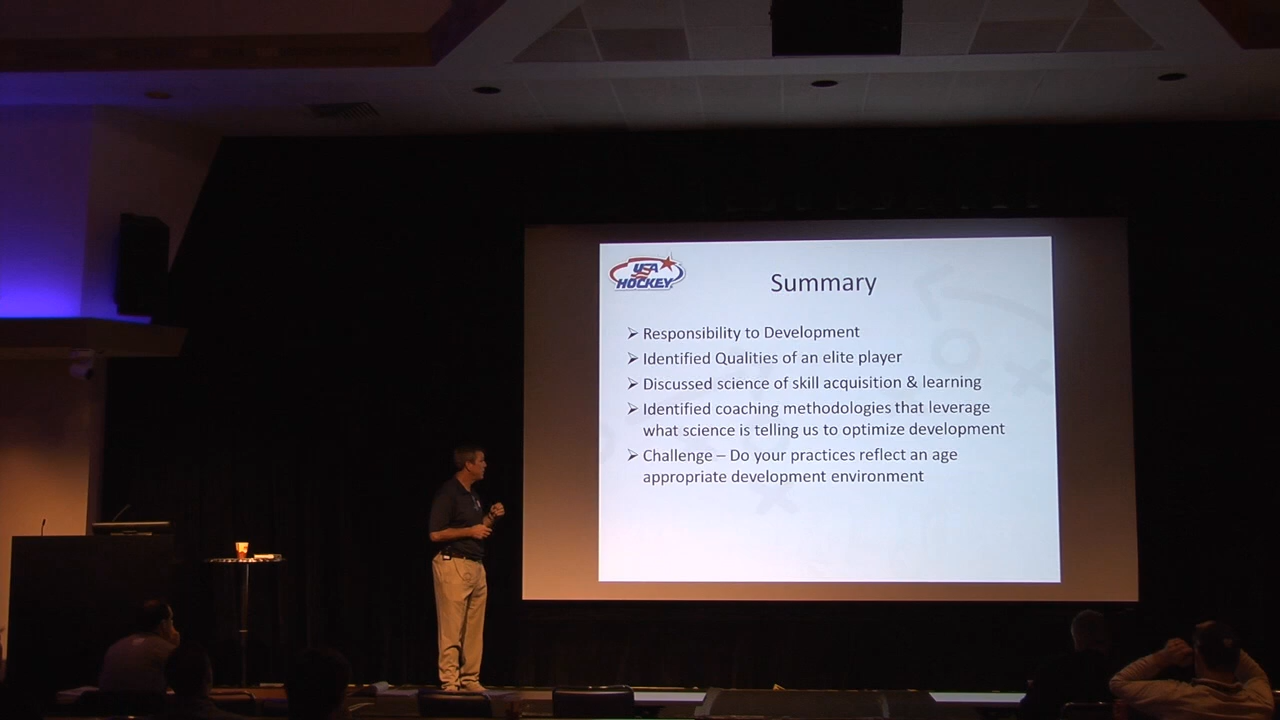 USA
HOCKEY
Summary
➢ Responsibility to Development
➢ Identified Qualities of an elite player
➢ Discussed science of skill acquisition & learning
➢ Identified coaching methodologies that leverage
what science is telling us to optimize development
➢ Challenge – Do your practices reflect an age
appropriate development environment